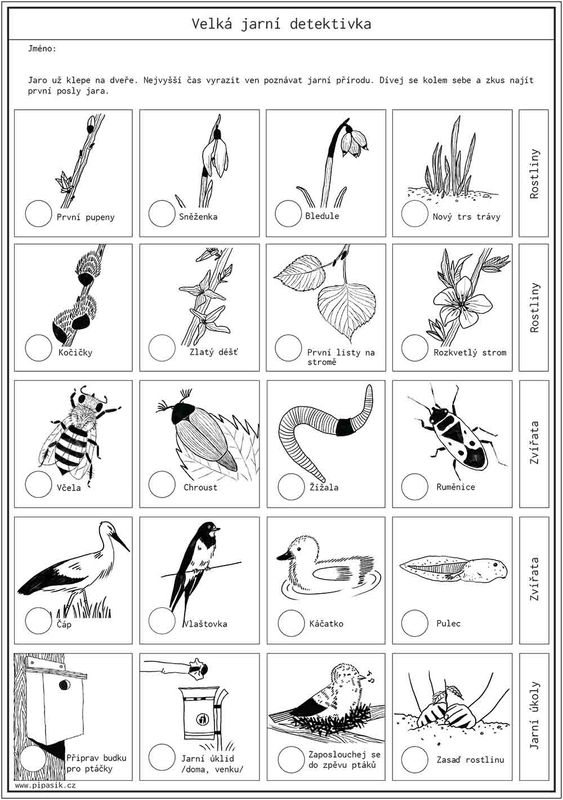 Velká jarní detektivka
Jméno:
Jaro už klepe na dveře. Nejvyšší čas vyrazit ven poznávat jarní přírodu. Dívej se kolem sebe a zkus najít
první posly jara.
První pupeny
Sněženka
Bledule
Nový trs trávy
Rostliny
Kočičky
Zlatý déšť
První listy na
stromě
Rozkvetlý strom
Rostliny
Včela
Chroust
Žížala
Ruměnice
Zvířata
Čáp
Vlaštovka
Káčátko
Pulec
Zvířata
Připrav budku
pro ptáčky
Jarní úklid
/doma, venku/
Zaposlouchej se
do zpěvu ptáků
Zasaď rostlinu
Jarní úkoly
www.pipasik.cz